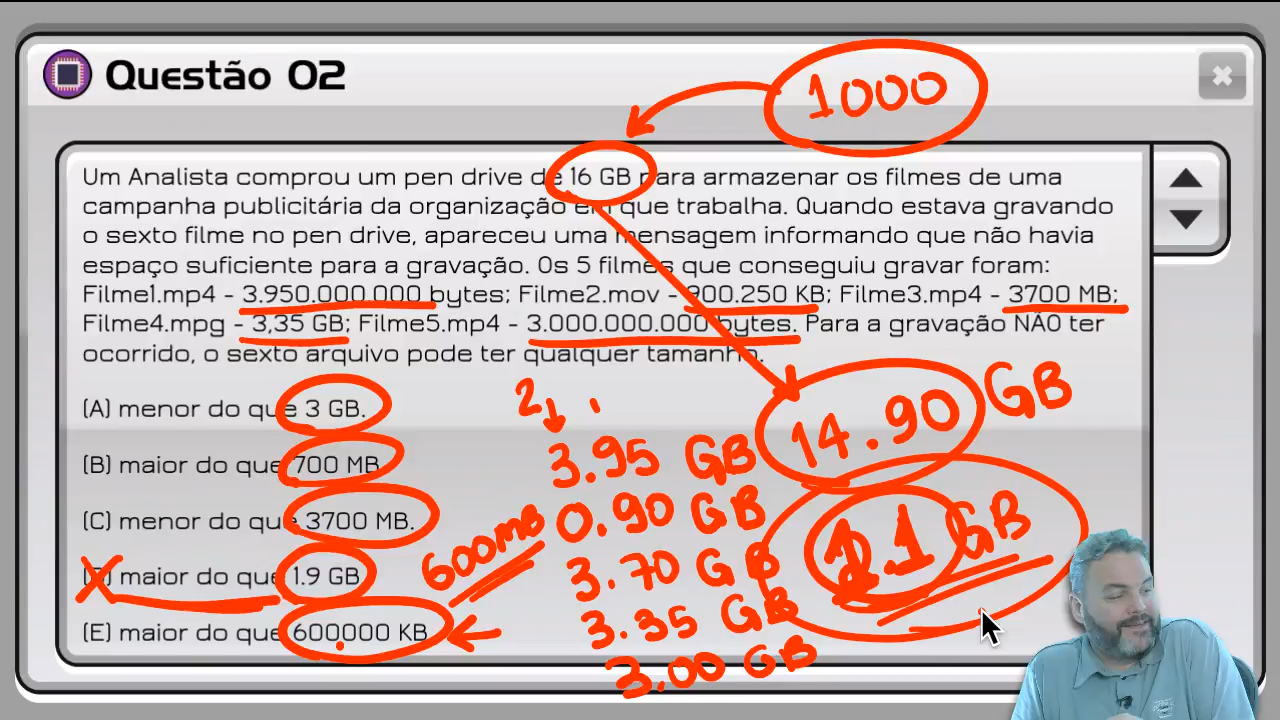 Questão 02
1000
Um Analista comprou um pen drive de 16 GB para armazenar os filmes de uma
campanha publicitária da organização em que trabalha. Quando estava gravando
o sexto filme no pen drive, apareceu uma mensagem informando que não havia
espaço suficiente para a gravação. Os 5 filmes que conseguiu gravar foram:
Filme1.mp4 - 3.950.000.000 bytes; Filme2.mov - 900.250 KB; Filme3.mp4 - 3700 MB;
Filme4.mpg - 3,35 GB; Filme5.mp4 - 3.000.000.000 bytes. Para a gravação NÃO ter
ocorrido, o sexto arquivo pode ter qualquer tamanho.
(A) menor do que 3 GB.
(B) maior do que 700 MB
(C) menor do que 3700 MB.
(D) maior do que 1.9 GB
(E) maior do que 600000 KB
600MB
2
3.95 GB
0.90 GB
3.70 GB
3.35 GB
3.00 GB
14.90 GB
2.1 GB